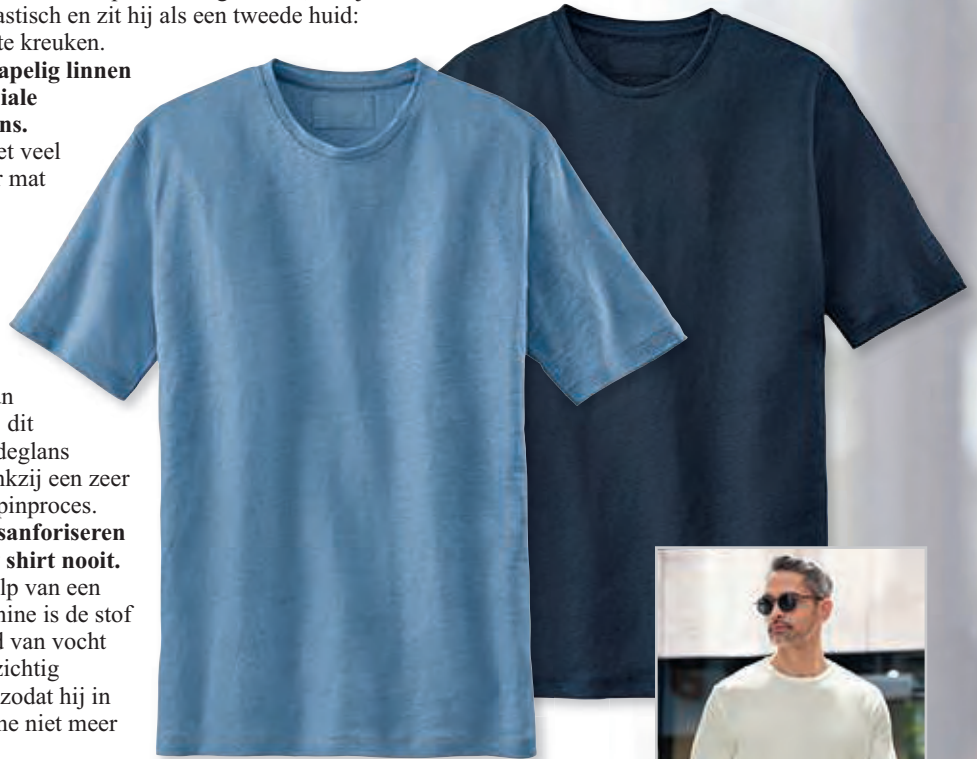 astisch en zit hij als een tweede huid:
te kreuken.
apelig linnen
iale
ns.
et veel
r mat
un
dit
deglans
nkzij een zeer
pinproces.
sanforiseren
shirt nooit.
lp van een
hine is de stof
d van vocht
zichtig
zodat hij in
ne niet meer